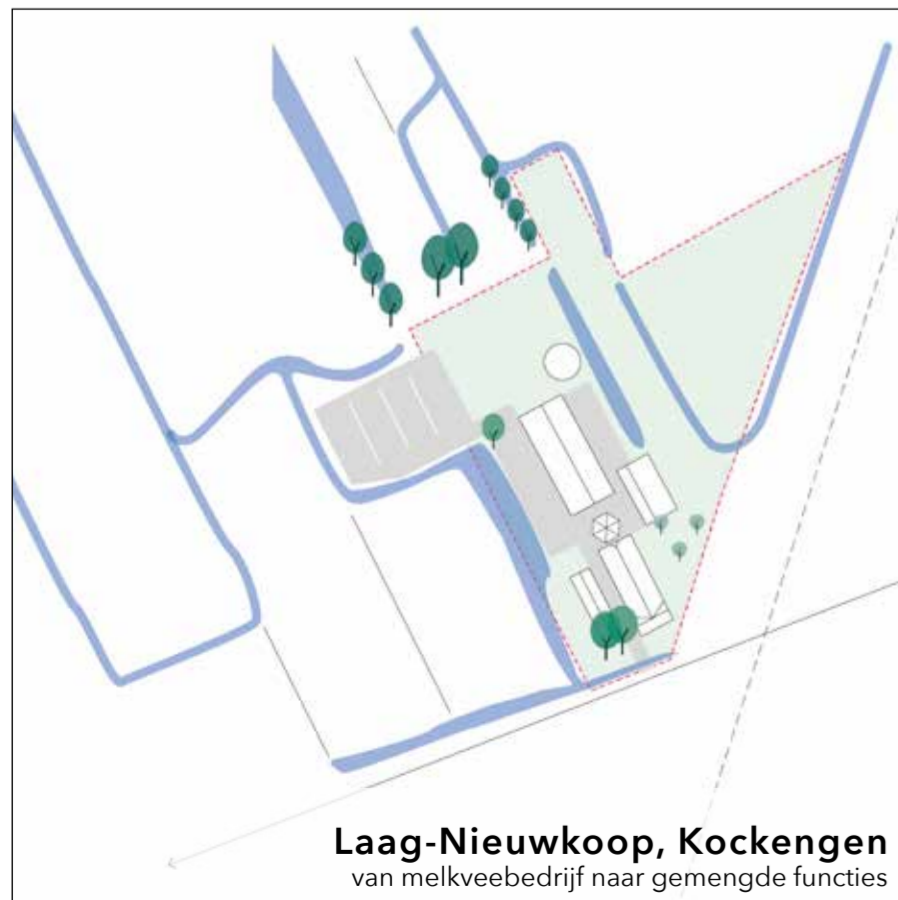 Laag-Nieuwkoop, Kockengen
van melkveebedrijf naar gemengde functies